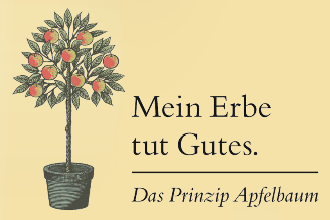 Mein Erbe
tut Gutes.
Das Prinzip Apfelbaum